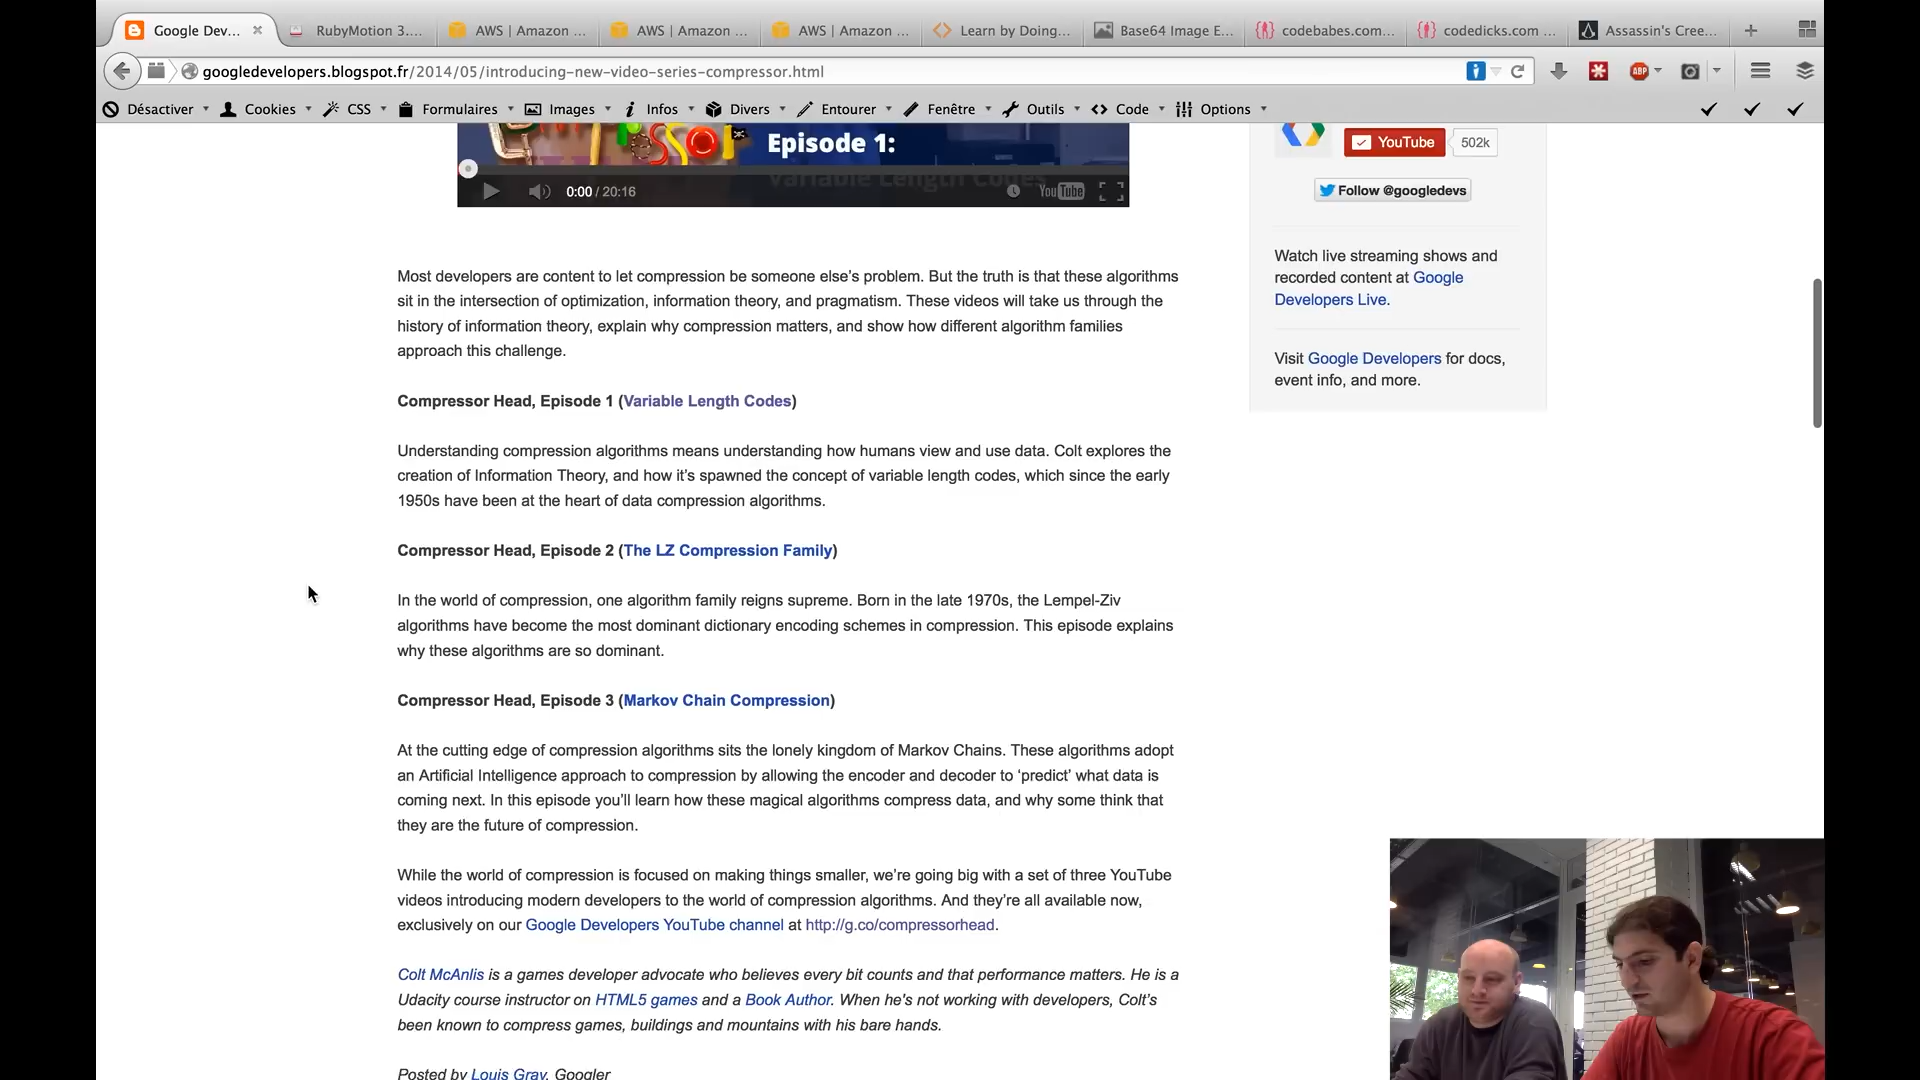 Google Dev...
RubyMotion 3....
AWS | Amazon ...
AWS | Amazon ...
AWS | Amazon ...
Learn by Doing...
Base64 Image E...
codebabes.com...
codedicks.com ...
Assassin's Cree...
googledevelopers.blogspot.fr/2014/05/introducing-new-video-series-compressor.html
ABP
Désactiver
Cookies
CSS
Formulaires
Images
Infos
Divers
Entourer
Fenêtre
Outils
Code
Options
Episode 1:
Variable Length Codes
0:00 / 20:16
YouTube
YouTube
502k
Follow @googledevs
Watch live streaming shows and
recorded content at Google
Developers Live.
Visit Google Developers for docs,
event info, and more.
Most developers are content to let compression be someone else's problem. But the truth is that these algorithms
sit in the intersection of optimization, information theory, and pragmatism. These videos will take us through the
history of information theory, explain why compression matters, and show how different algorithm families
approach this challenge.
Compressor Head, Episode 1 (Variable Length Codes)
Understanding compression algorithms means understanding how humans view and use data. Colt explores the
creation of Information Theory, and how it's spawned the concept of variable length codes, which since the early
1950s have been at the heart of data compression algorithms.
Compressor Head, Episode 2 (The LZ Compression Family)
In the world of compression, one algorithm family reigns supreme. Born in the late 1970s, the Lempel-Ziv
algorithms have become the most dominant dictionary encoding schemes in compression. This episode explains
why these algorithms are so dominant.
Compressor Head, Episode 3 (Markov Chain Compression)
At the cutting edge of compression algorithms sits the lonely kingdom of Markov Chains. These algorithms adopt
an Artificial Intelligence approach to compression by allowing the encoder and decoder to 'predict' what data is
coming next. In this episode you'll learn how these magical algorithms compress data, and why some think that
they are the future of compression.
While the world of compression is focused on making things smaller, we're going big with a set of three YouTube
videos introducing modern developers to the world of compression algorithms. And they're all available now,
exclusively on our Google Developers YouTube channel at http://g.co/compressorhead.
Colt McAnlis is a games developer advocate who believes every bit counts and that performance matters. He is a
Udacity course instructor on HTML5 games and a Book Author. When he's not working with developers, Colt's
been known to compress games, buildings and mountains with his bare hands.
Posted by Louis Gray, Googler